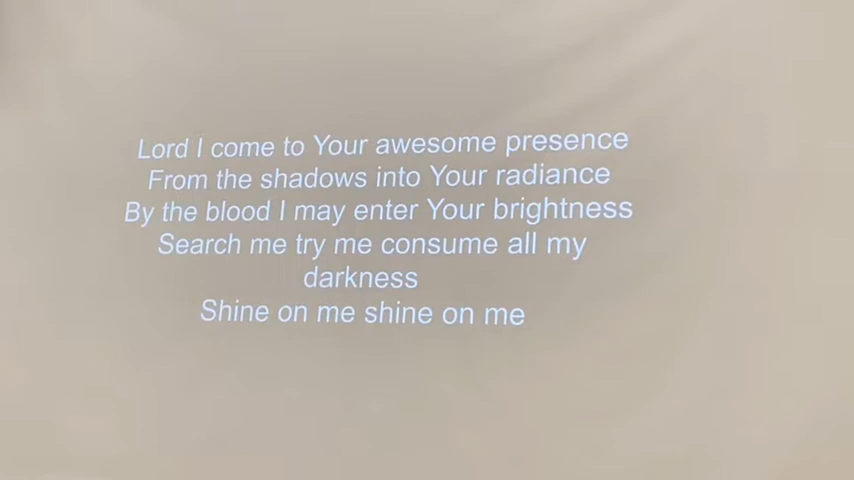 Lord I come to Your awesome presence
From the shadows into Your radiance
By the blood I may enter Your brightness
Search me try me consume all my
darkness
Shine on me shine on me